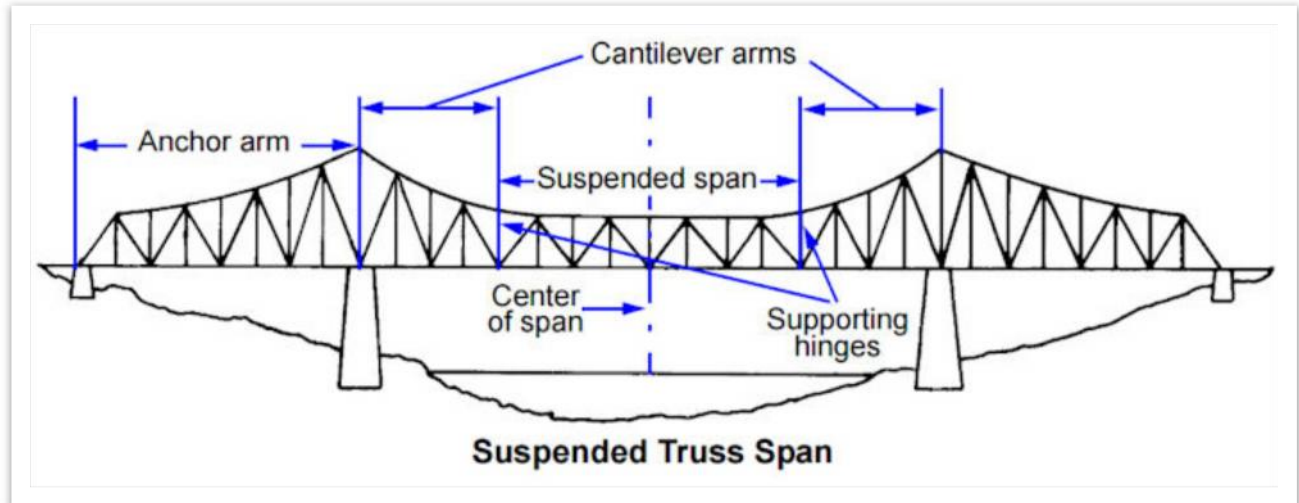 Cantilever arms
Anchor arm
Suspended span
Center
of span
Supporting
hinges
Suspended Truss Span